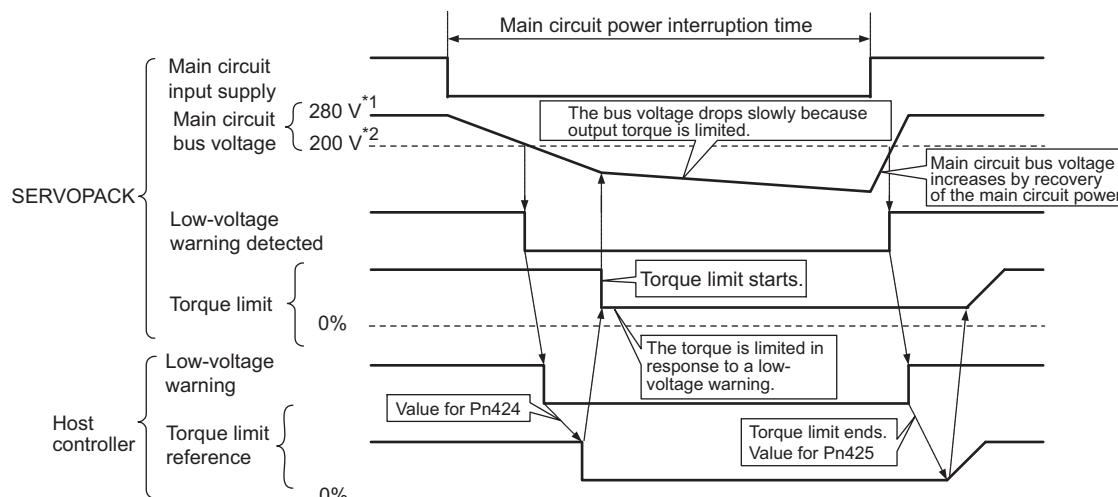 Main circuit power interruption time
Main circuit
input supply
Main circuit
bus voltage
280 V*1
200 V*2
The bus voltage drops slowly because
output torque is limited.
Main circuit bus voltage
increases by recovery
of the main circuit power
SERVOPACK
Low-voltage
warning detected
Torque limit starts.
Torque limit
0%
The torque is limited in
response to a low-
voltage warning.
Low-voltage
warning
Value for Pn424
Host
controller
Torque limit
reference
Torque limit ends.
Value for Pn425
0%